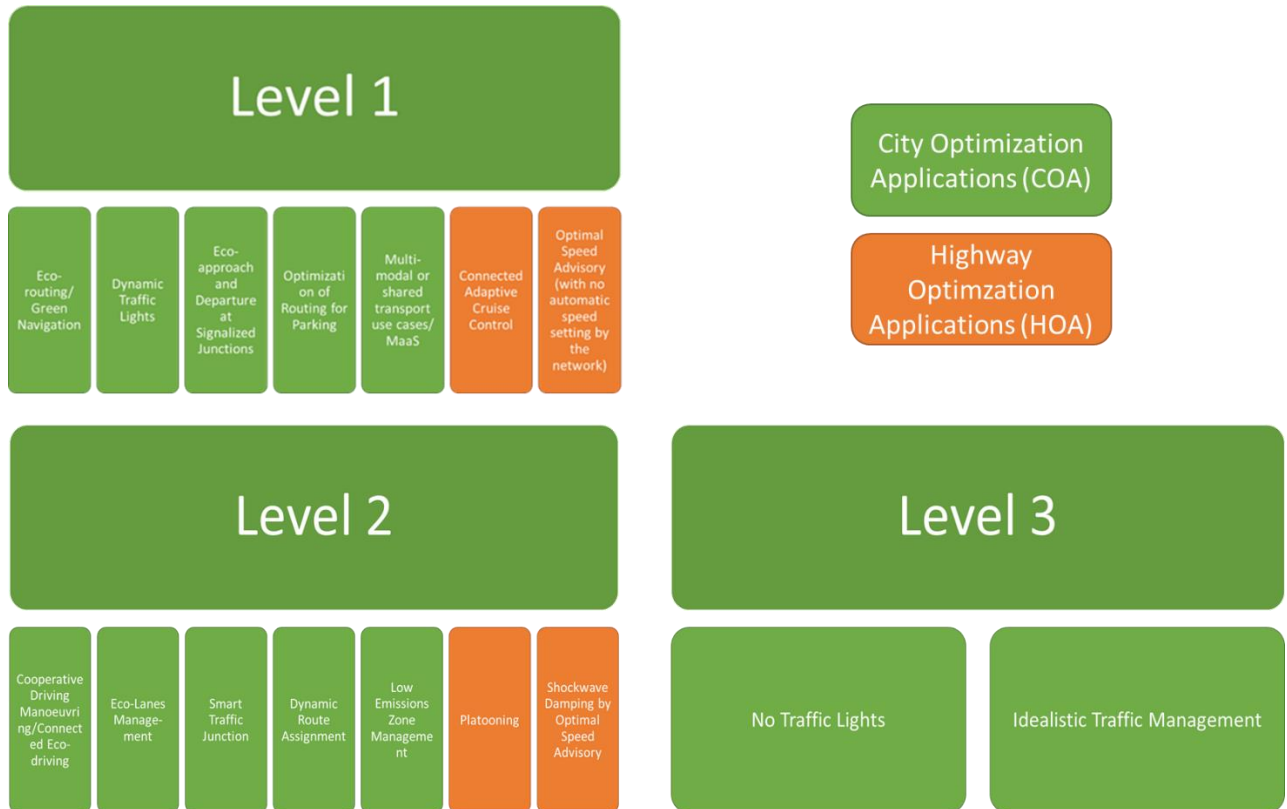 Level 1
City Optimization
Applications (COA)
Highway
Optimzation
Applications (HOA)
Eco-
routing/
Green
Navigation
Dynamic
Traffic
Lights
Eco-
approach
and
Departure
at
Signalized
Junctions
Optimizati
on of
Routing for
Parking
Multi-
modal or
shared
transport
use cases/
MaaS
Connected
Adaptive
Cruise
Control
Optimal
Speed
Advisory
(with no
automatic
speed
setting by
the
network)
Level 2
Cooperative
Driving
Manoeuvri
ng/Connect
ed Eco-
driving
Eco-Lanes
Manage-
ment
Smart
Traffic
Junction
Dynamic
Route
Assignment
Low
Emissions
Zone
Manageme
nt
Platooning
Shockwave
Damping by
Optimal
Speed
Advisory
Level 3
No Traffic Lights
Idealistic Traffic Management